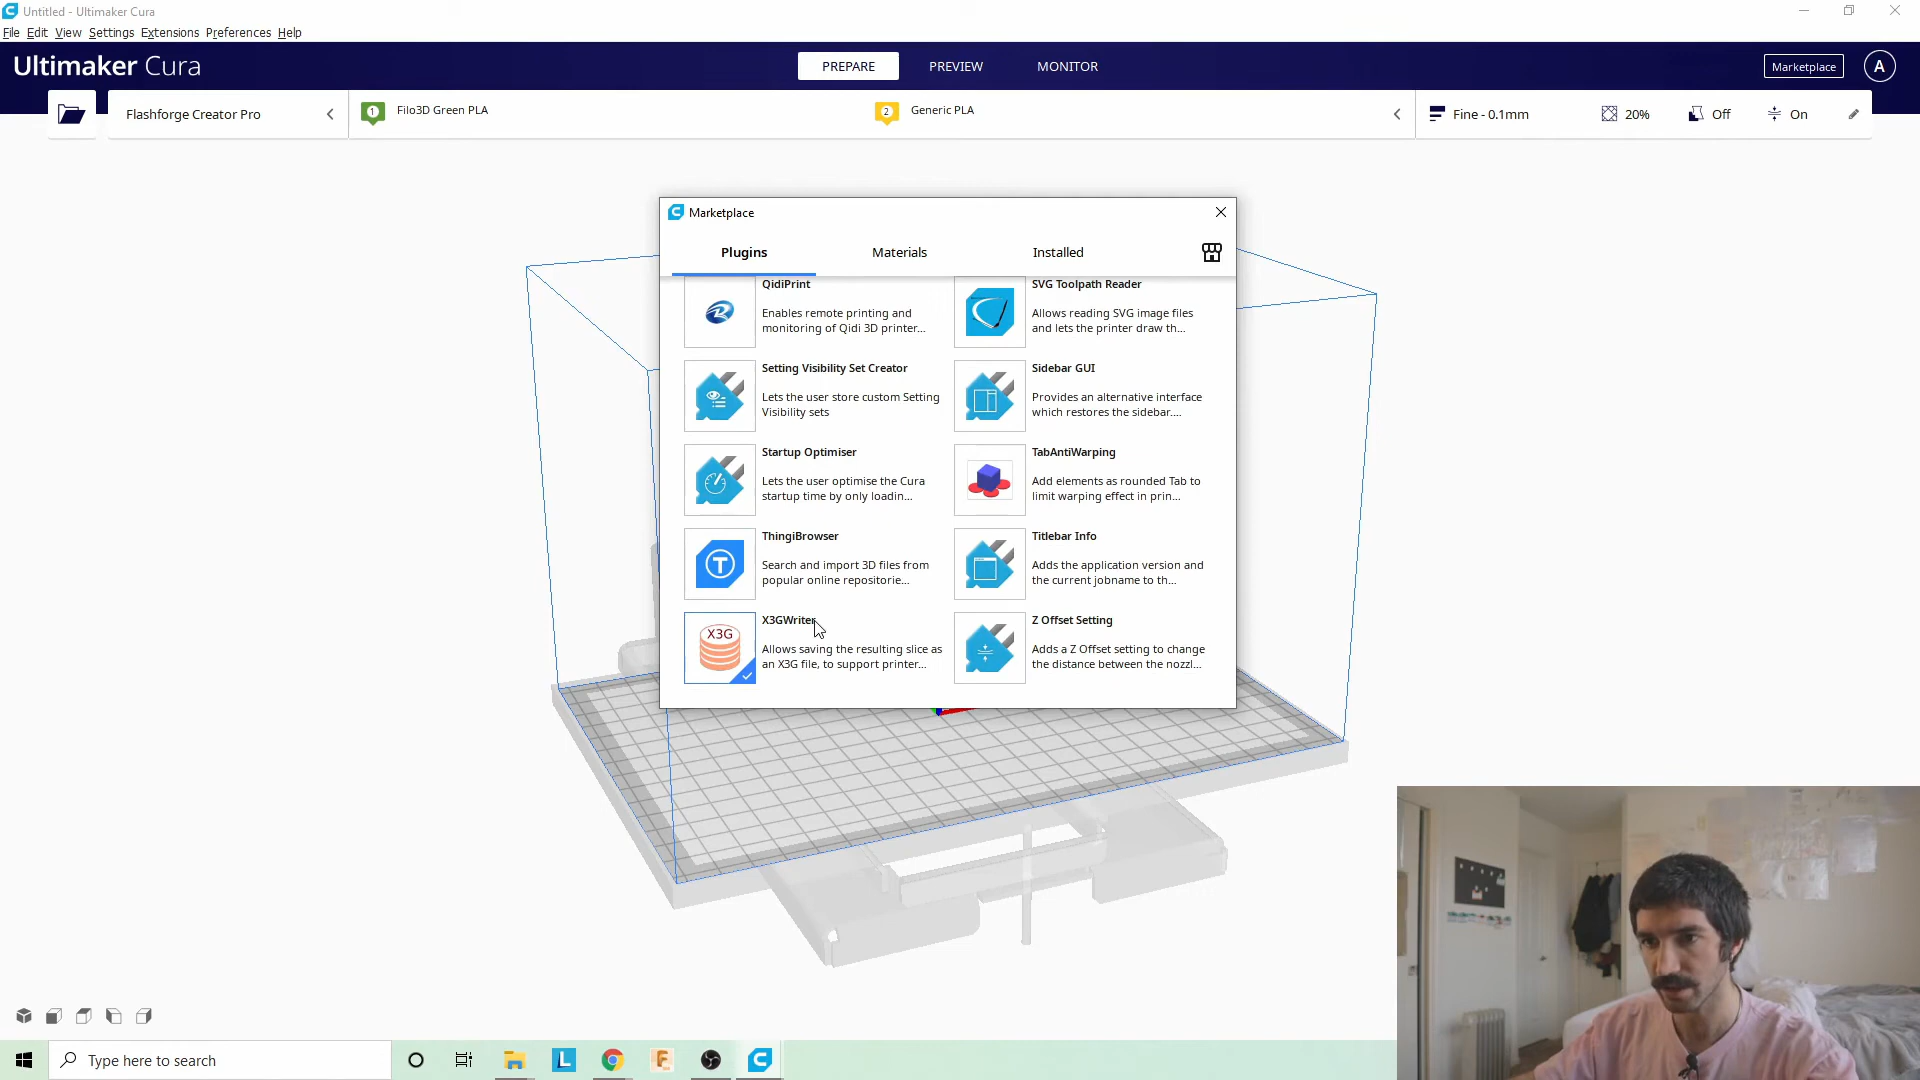 Untitled - Ultimaker Cura
File Edit View Settings Extensions Preferences Help
Ultimaker Cura
PREPARE
PREVIEW
MONITOR
Marketplace
A
Flashforge Creator Pro
1
Filo3D Green PLA
2
Generic PLA
Fine - 0.1mm
20%
Off
On
Marketplace
Plugins
Materials
Installed
QidiPrint
Enables remote printing and
monitoring of Qidi 3D printer...
SVG Toolpath Reader
Allows reading SVG image files
and lets the printer draw th...
Setting Visibility Set Creator
Lets the user store custom Setting
Visibility sets
Sidebar GUI
Provides an alternative interface
which restores the sidebar....
Startup Optimiser
Lets the user optimise the Cura
startup time by only loadin...
TabAntiWarping
Add elements as rounded Tab to
limit warping effect in prin...
T
ThingiBrowser
Search and import 3D files from
popular online repositorie...
Titlebar Info
Adds the application version and
the current jobname to th...
X3G
X3GWriter
Allows saving the resulting slice as
an X3G file, to support printer...
Z Offset Setting
Adds a Z Offset setting to change
the distance between the nozzl...
Type here to search
L
F